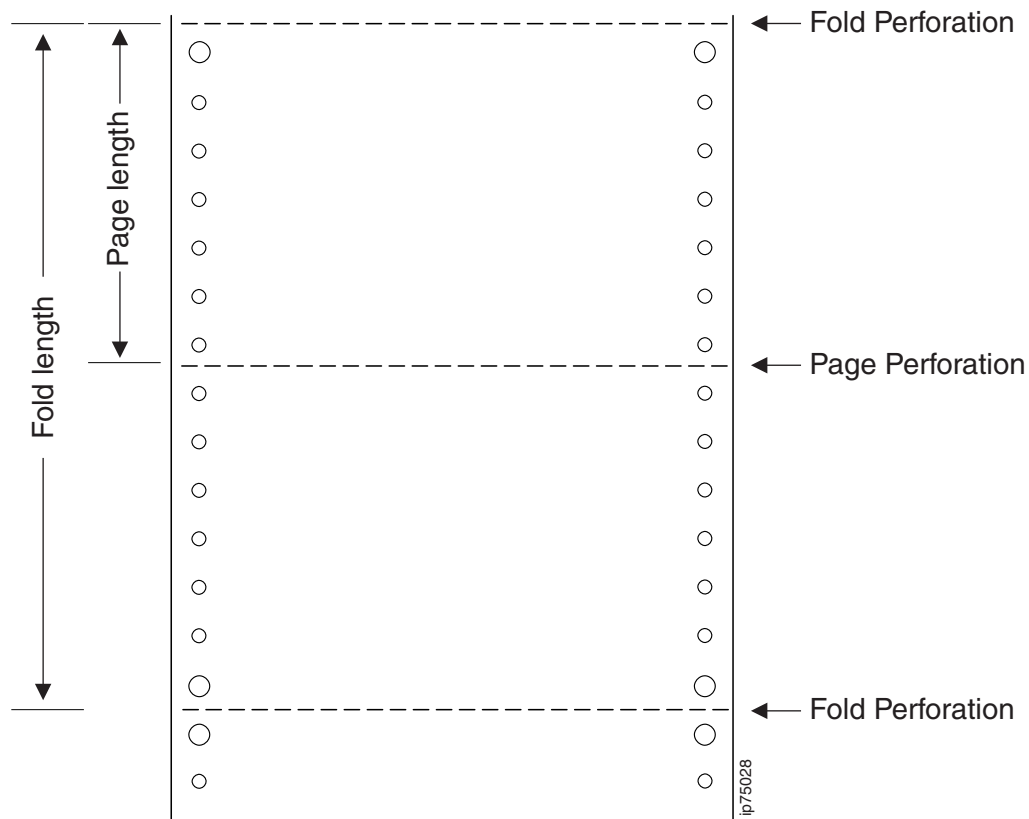 Fold Perforation
Page length
Fold length
Page Perforation
Fold Perforation
ip75028